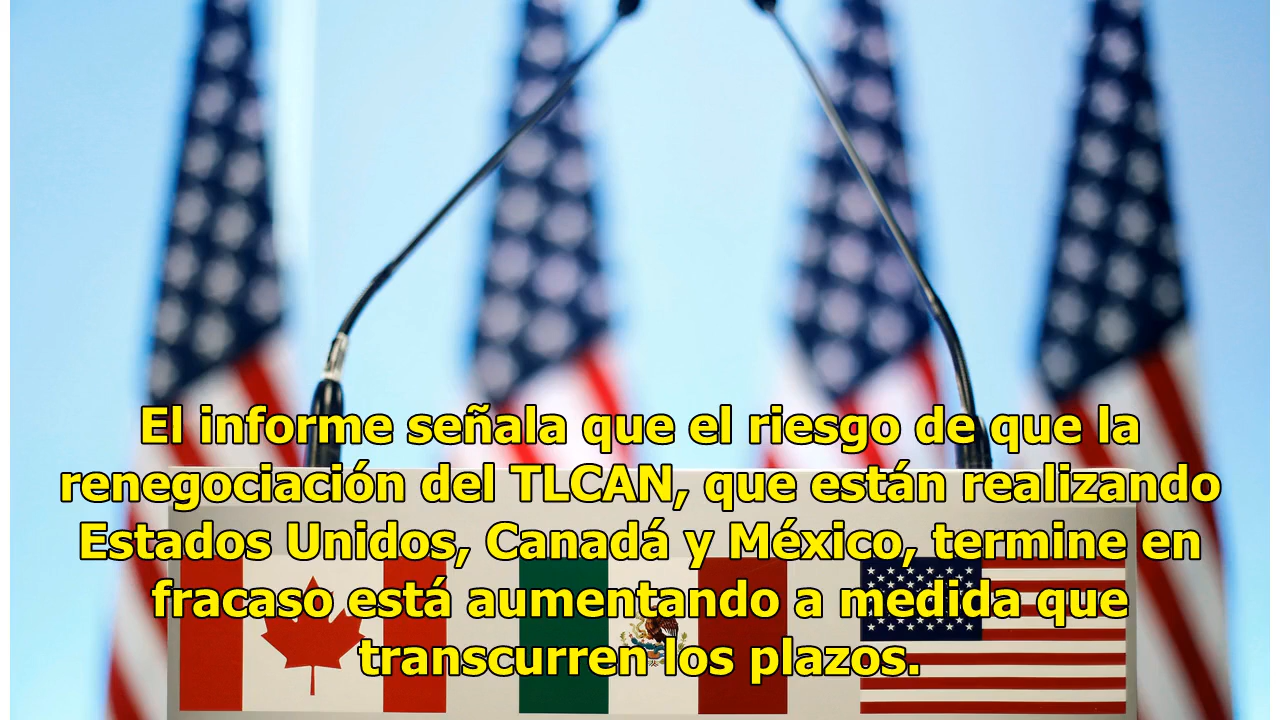 El informe señala que el riesgo de que la
renegociación del TLCAN, que están realizando
Estados Unidos, Canadá y México, termine en
fracaso está aumentando a medida que
transcurren los plazos.